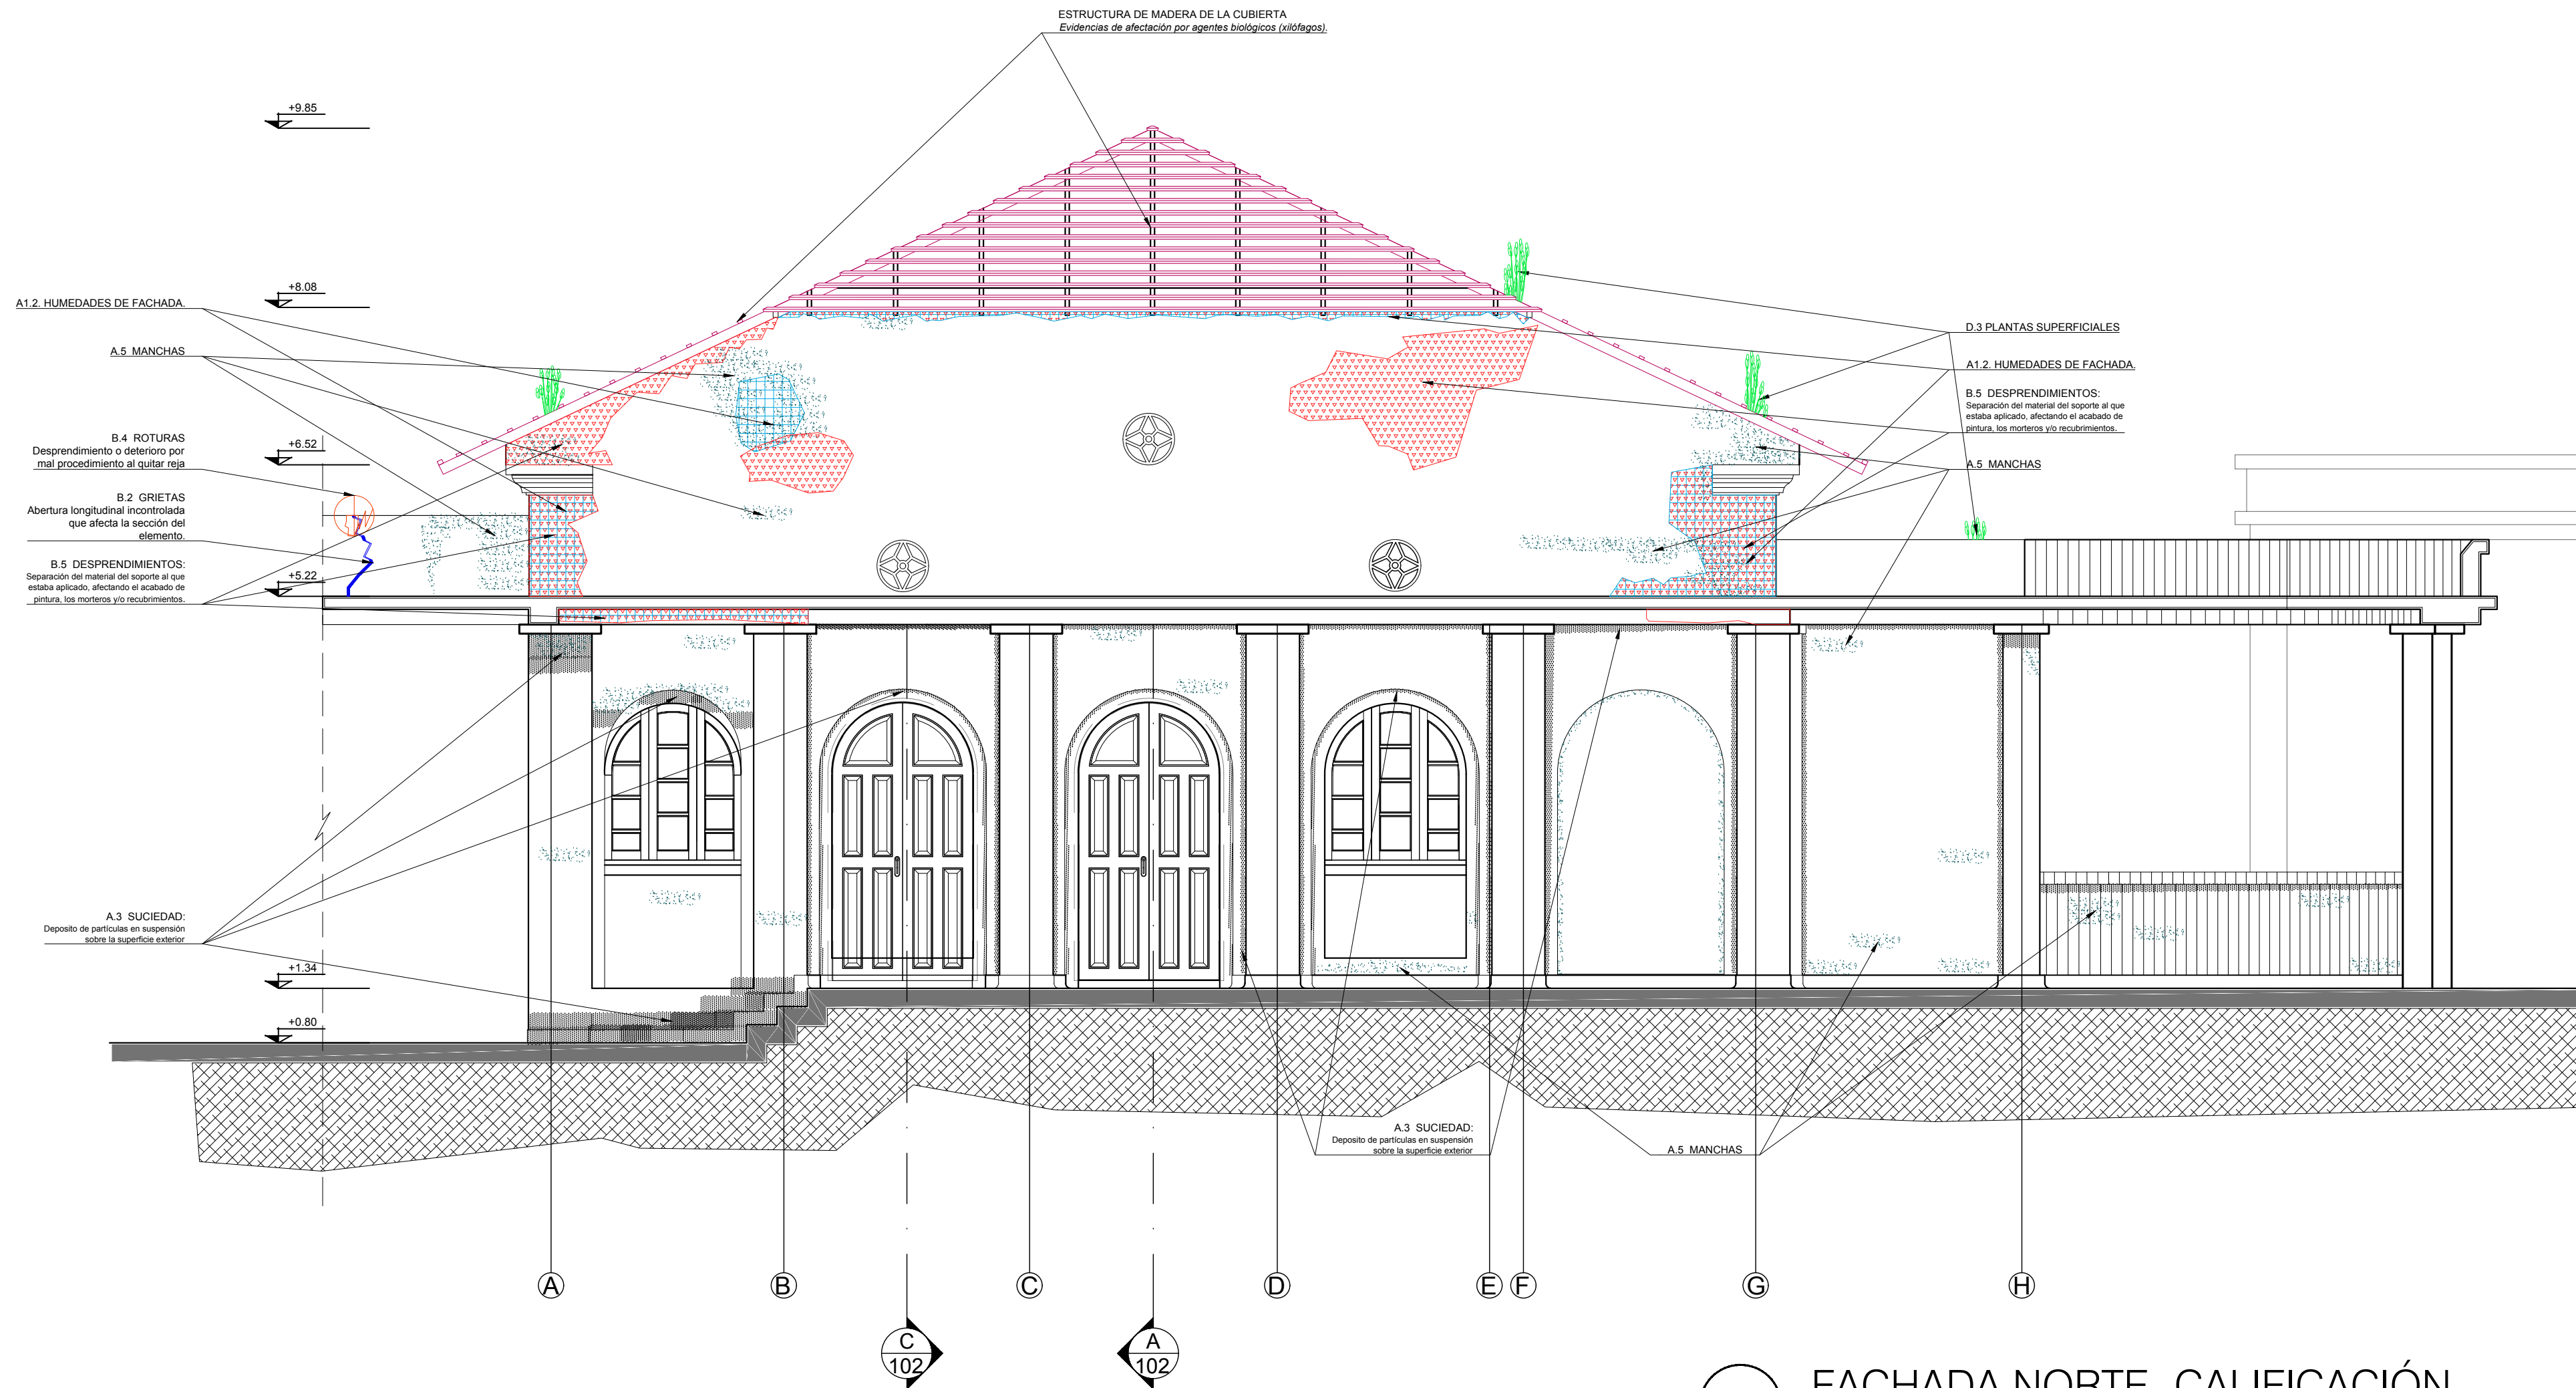 ESTRUCTURA DE MADERA DE LA CUBIERTA
Evidencias de afectación por agentes biológicos (xilófagos).
+9.85
+8.08
A1.2. HUMEDADES DE FACHADA.
A.5 MANCHAS
B.4 ROTURAS
Desprendimiento o deterioro por
mal procedimiento al quitar reja
+6.52
B.2 GRIETAS
Abertura longitudinal incontrolada
que afecta la sección del
elemento.
B.5 DESPRENDIMIENTOS:
Separación del material del soporte al que
estaba aplicado, afectando el acabado de
pintura, los morteros y/o recubrimientos.
+5.22
D.3 PLANTAS SUPERFICIALES
A1.2. HUMEDADES DE FACHADA.
B.5 DESPRENDIMIENTOS:
Separación del material del soporte al que
estaba aplicado, afectando el acabado de
pintura, los morteros y/o recubrimientos.
A.5 MANCHAS
A.3 SUCIEDAD:
Deposito de partículas en suspensión
sobre la superficie exterior
+1.34
+0.80
A.3 SUCIEDAD:
Deposito de partículas en suspensión
sobre la superficie exterior
A.5 MANCHAS
A
B
C
D
E
F
G
H
C
102
A
102
FACHADA NORTE. CALIFICACIÓN